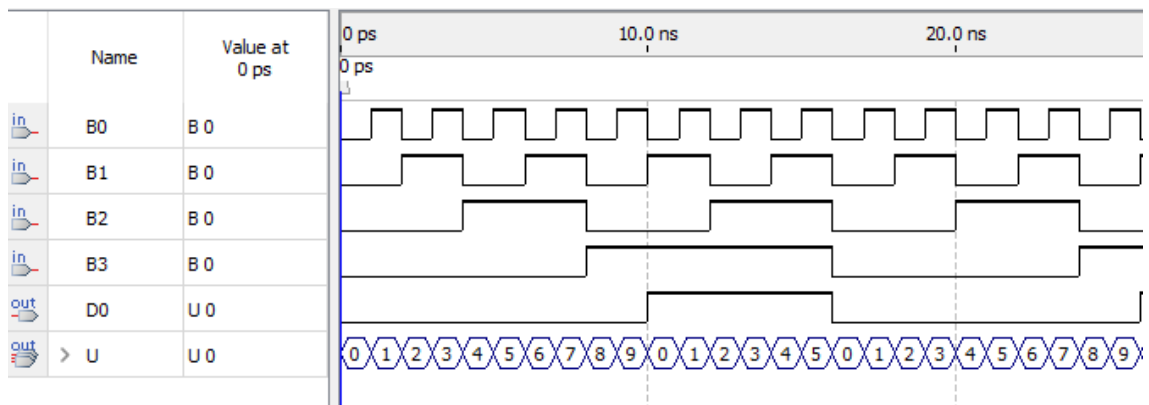 0 ps 10.0 ns 20.0 ns
Name Value at
0 ps
0 ps
in B0 B 0
in B1 B 0
in B2 B 0
in B3 B 0
out D0 U 0
out > U U 0 0 1 2 3 4 5 6 7 8 9 0 1 2 3 4 5 0 1 2 3 4 5 6 7 8 9